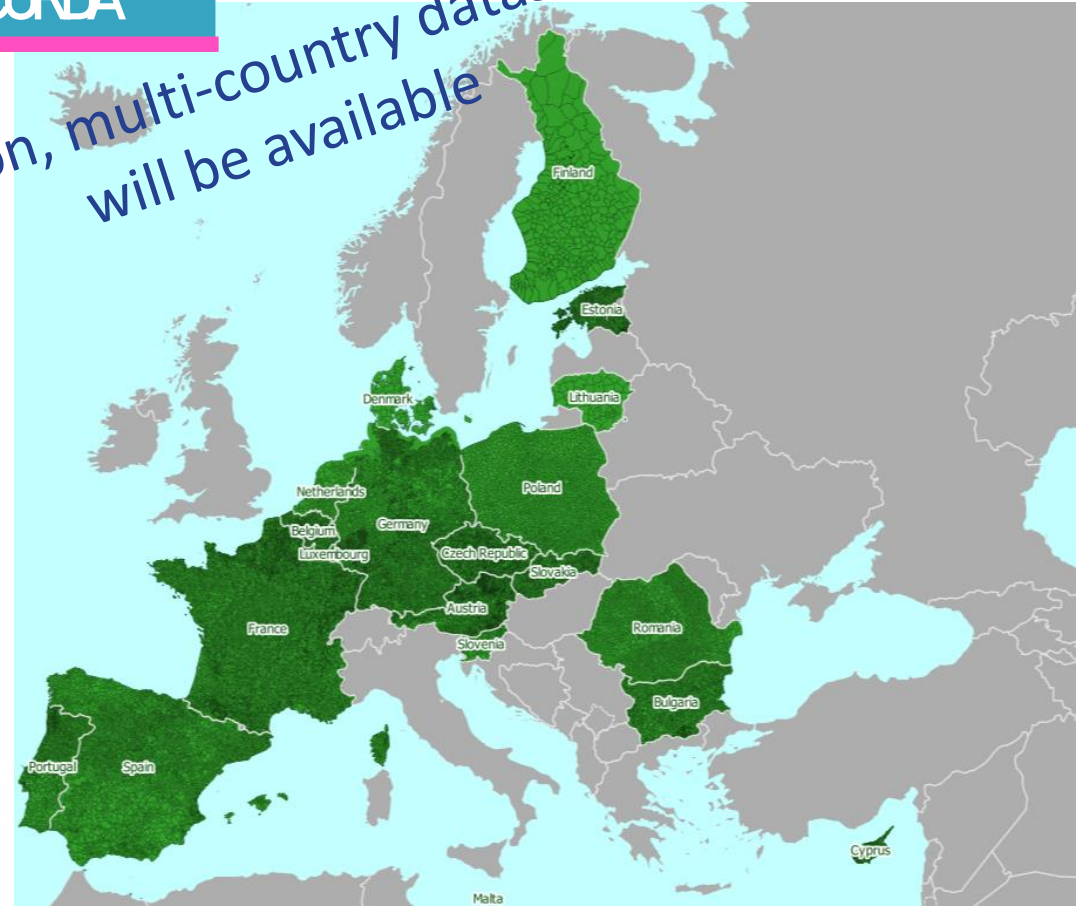 multi-country
will be available
Finland
Estonia
Denmark
Lithuania
Netherlands
Poland
Belgium
Germany
Luxembourg
Czech Republic
Slovakia
Austria
France
Romania
Slovenia
Bulgaria
Portugal
Spain
Cyprus
Malta